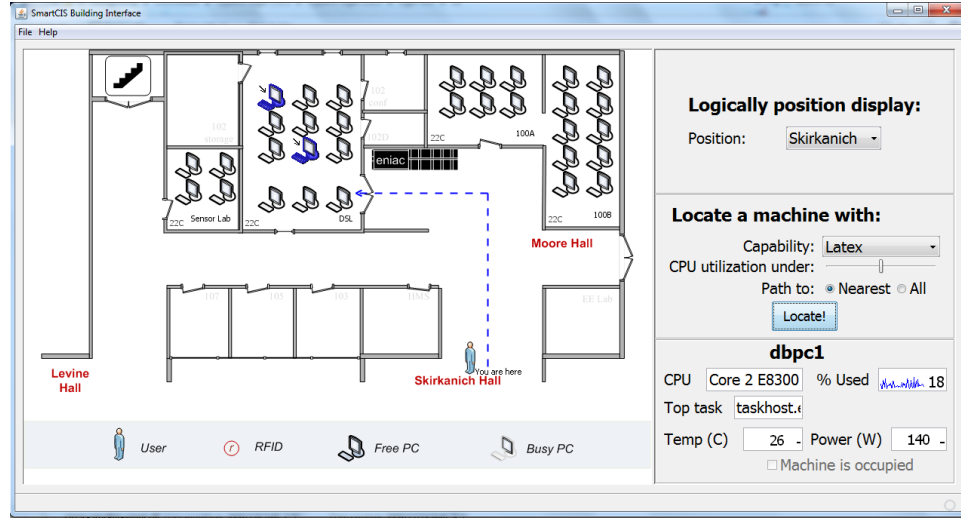 SmartCIS Building Interface
File Help
102
conf
102
storage
102D
22C
100A
eniac
Sensor Lab
22C
22C
DSL
22C
100B
Moore Hall
107
105
103
HMS
EE Lab
Levine
Hall
You are here
Skirkanich Hall
User
r
RFID
Free PC
Busy PC
Logically position display:
Position: Skirkanich
Locate a machine with:
Capability: Latex
CPU utilization under:
Path to: Nearest All
Locate!
dbpc1
CPU Core 2 E8300 % Used 18
Top task taskhost.e
Temp (C) 26 Power (W) 140
Machine is occupied